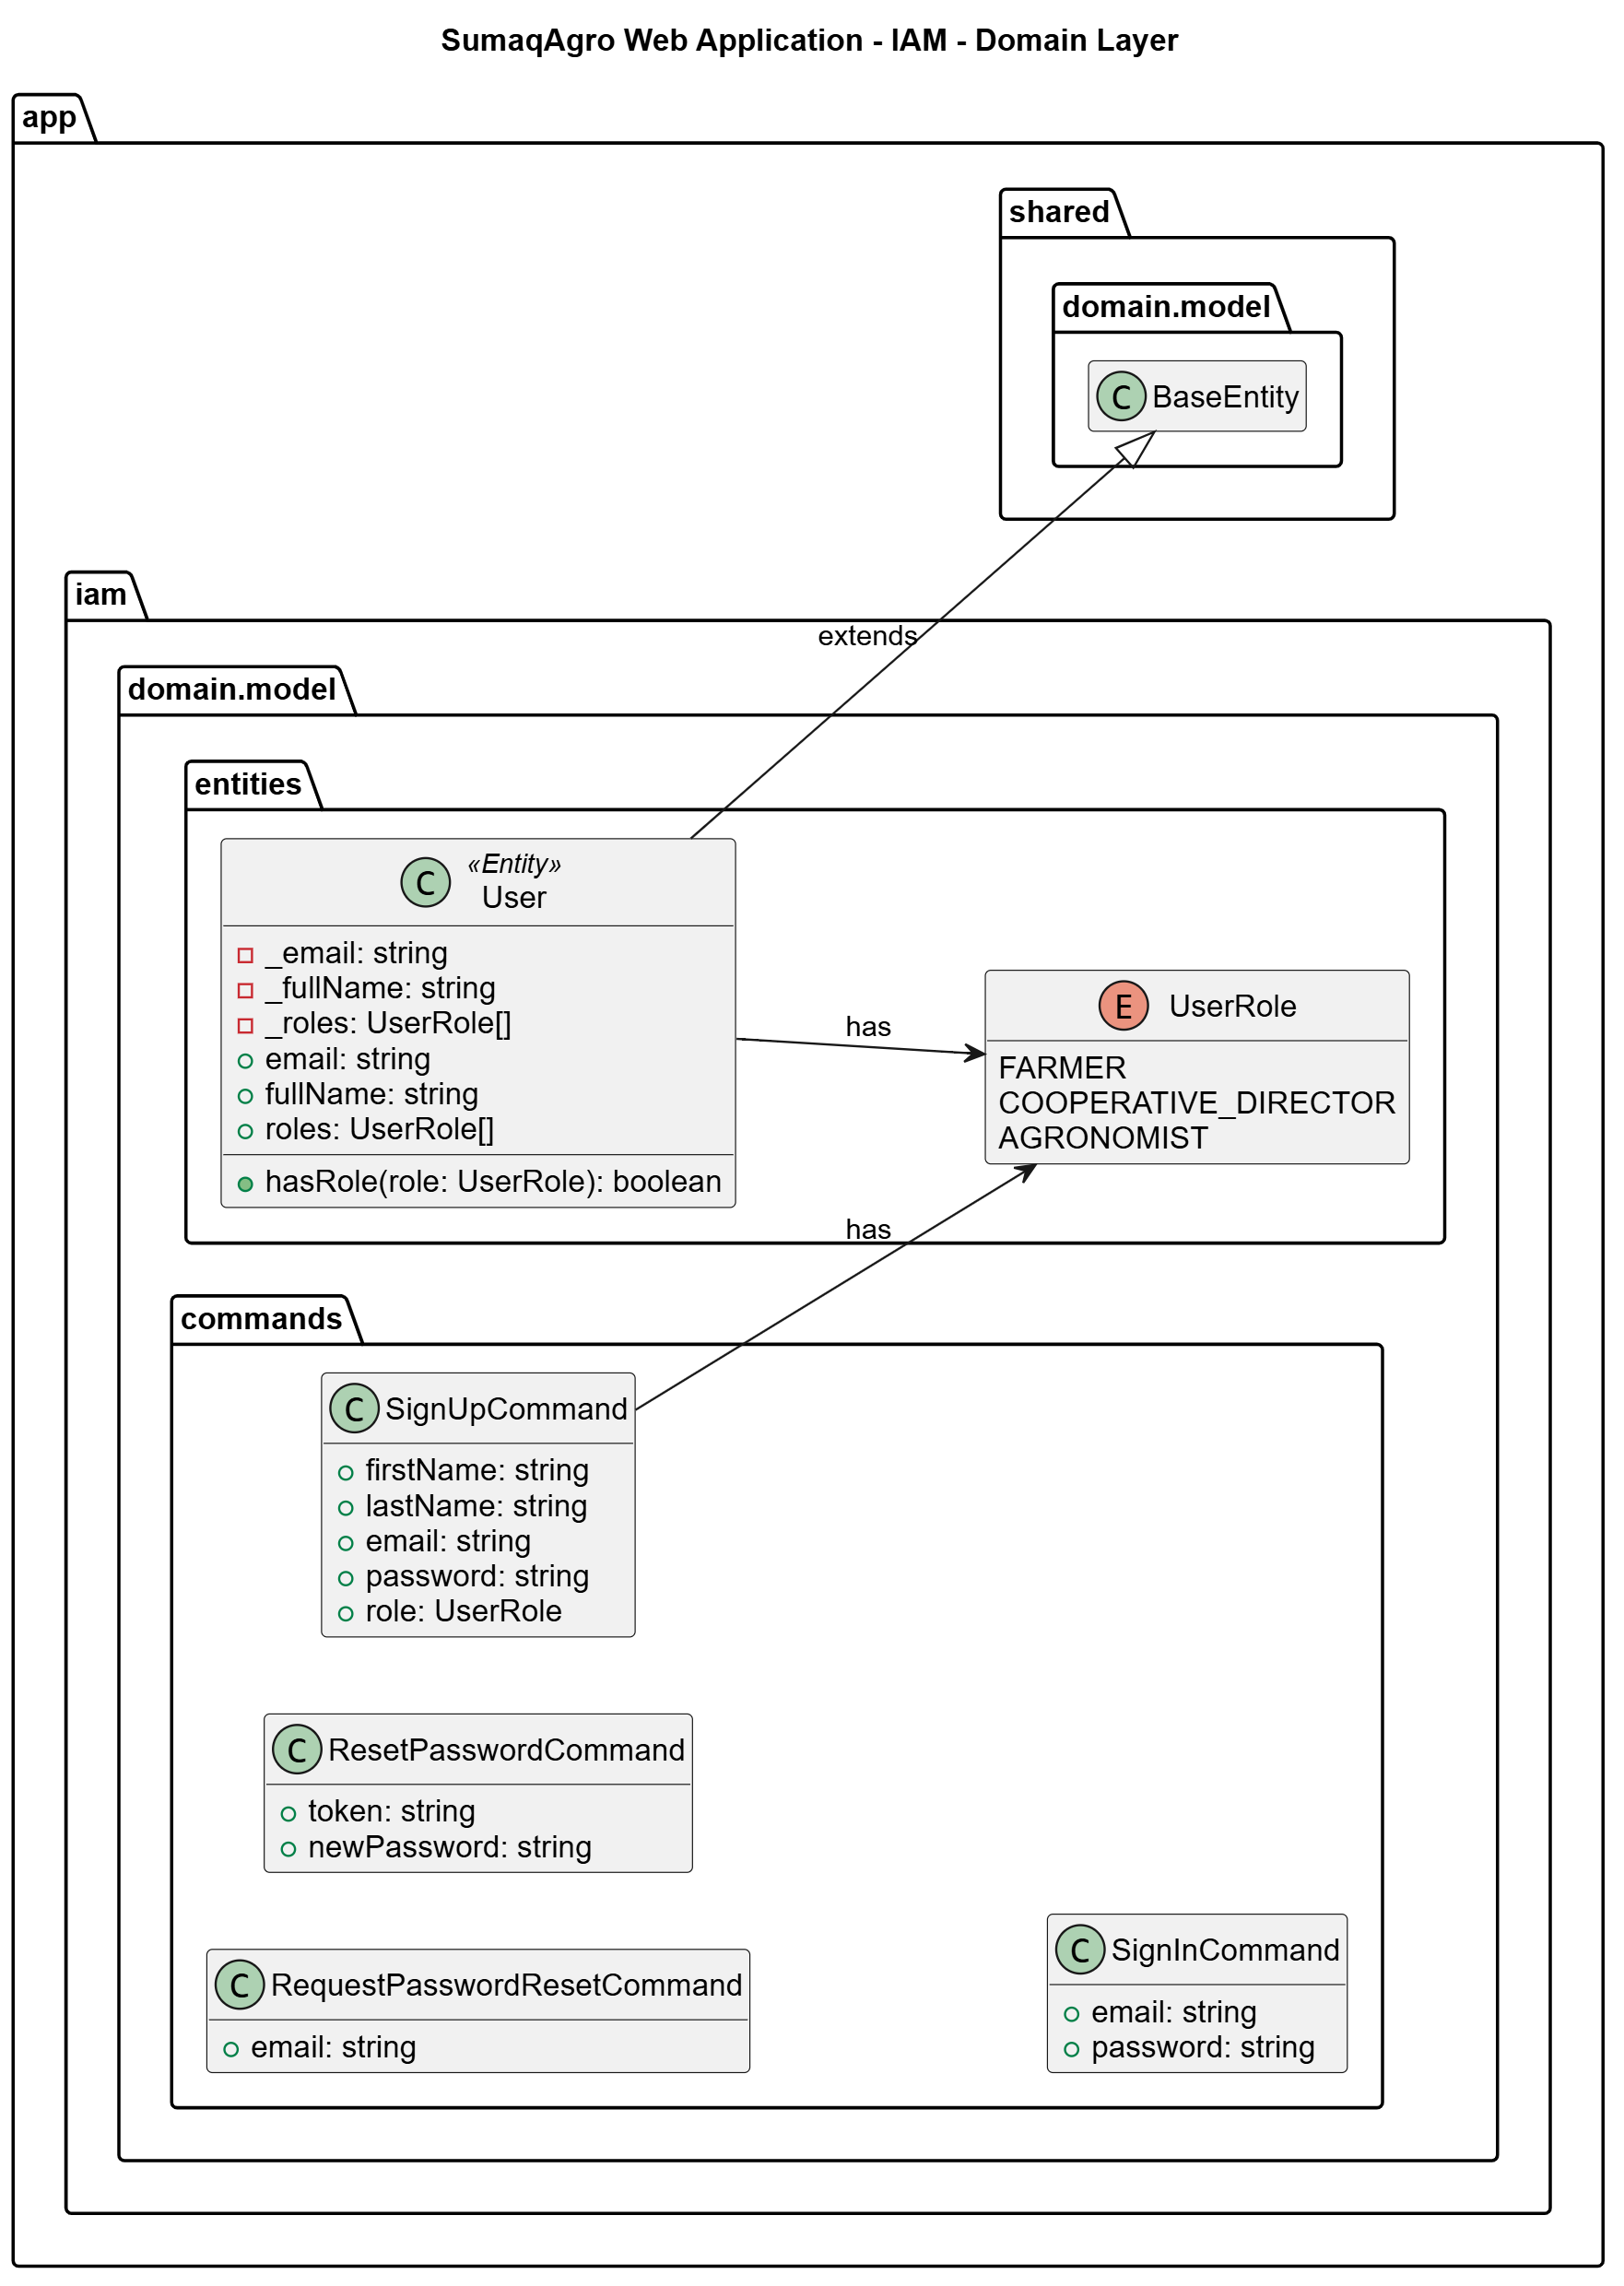 SumaqAgro Web Application - IAM - Domain Layer
app
shared
domain.model
C BaseEntity
extends
iam
domain.model
entities
C «Entity»
User
_email: string
_fullName: string
_roles: UserRole[]
email: string
fullName: string
roles: UserRole[]
hasRole(role: UserRole): boolean
has
E UserRole
FARMER
COOPERATIVE_DIRECTOR
AGRONOMIST
has
commands
C SignUpCommand
firstName: string
lastName: string
email: string
password: string
role: UserRole
C ResetPasswordCommand
token: string
newPassword: string
C RequestPasswordResetCommand
email: string
C SignInCommand
email: string
password: string